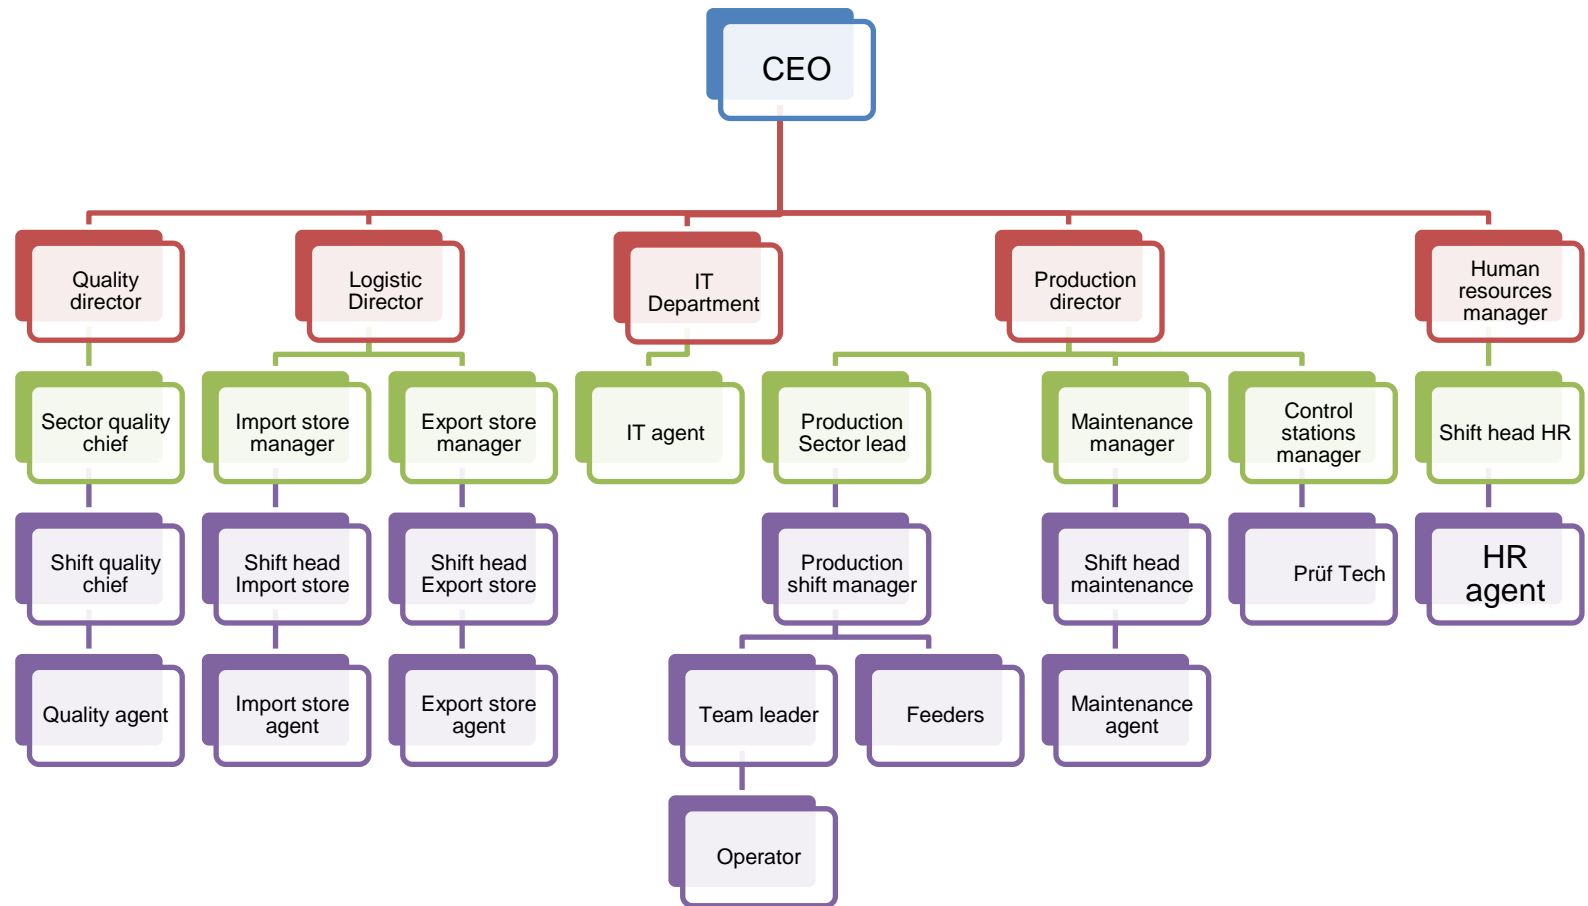 CEO
Quality
director
Logistic
Director
IT
Department
Production
director
Human
resources
manager
Sector quality
chief
Import store
manager
Export store
manager
IT agent
Production
Sector lead
Maintenance
manager
Control
stations
manager
Shift head HR
Shift quality
chief
Shift head
Import store
Shift head
Export store
Production
shift manager
Shift head
maintenance
Prüf Tech
HR
agent
Quality agent
Import store
agent
Export store
agent
Team leader
Feeders
Maintenance
agent
Operator